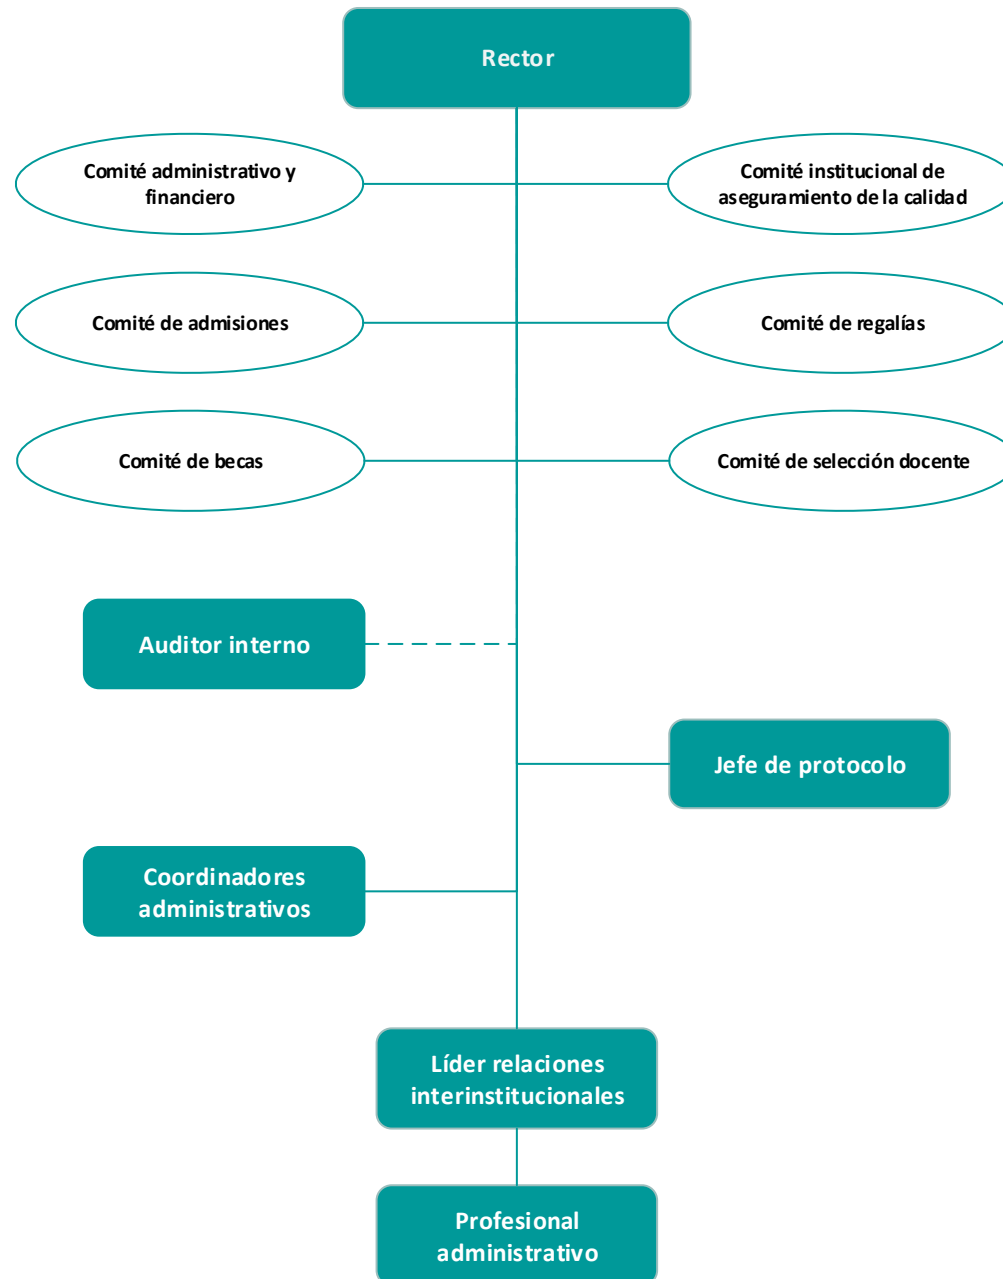 Rector
Comité administrativo y
financiero
Comité institucional de
aseguramiento de la calidad
Comité de admisiones
Comité de regalías
Comité de becas
Comité de selección docente
Auditor interno
Jefe de protocolo
Coordinadores
administrativos
Líder relaciones
interinstitucionales
Profesional
administrativo